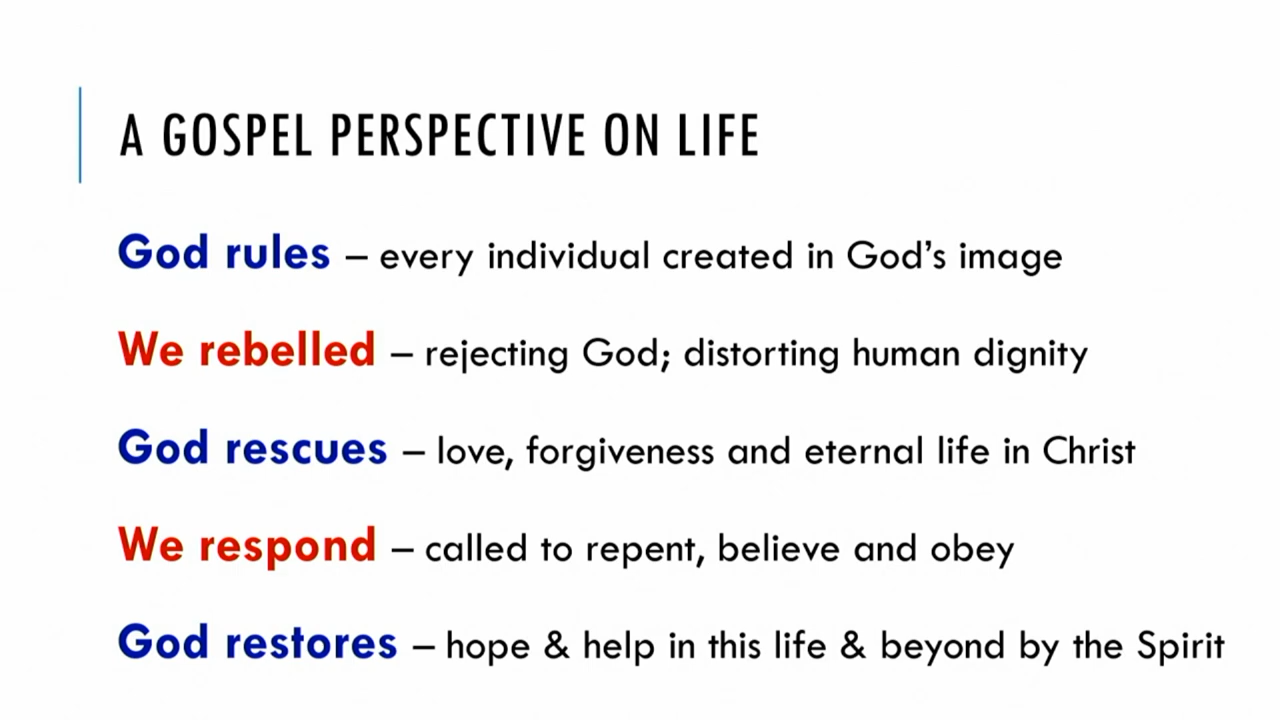 A GOSPEL PERSPECTIVE ON LIFE
God rules – every individual created in God’s image
We rebelled – rejecting God; distorting human dignity
God rescues – love, forgiveness and eternal life in Christ
We respond – called to repent, believe and obey
God restores – hope & help in this life & beyond by the Spirit